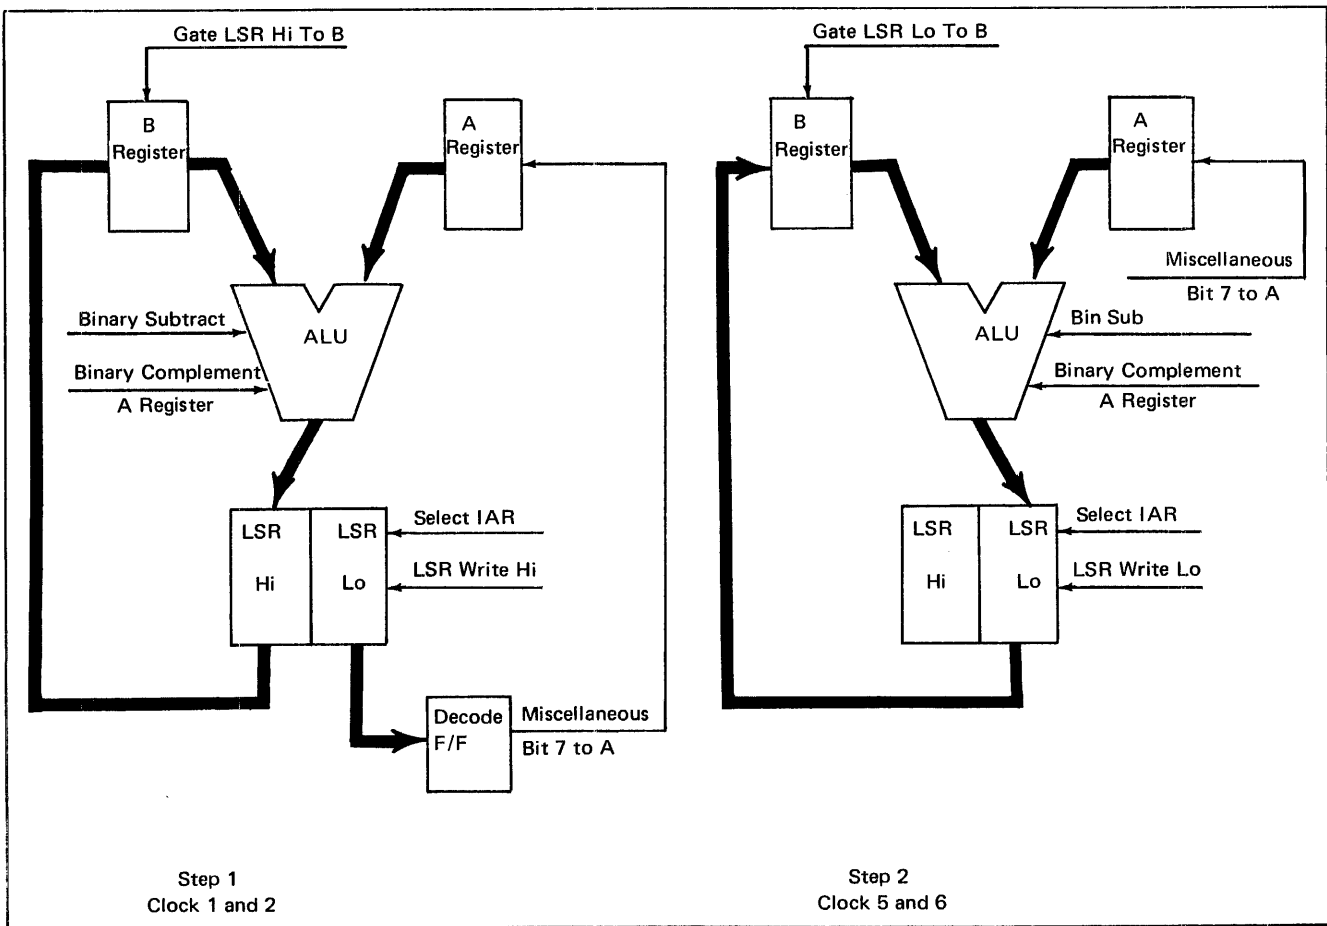 Gate LSR Hi To B
B
Register
A
Register
Binary Subtract
Binary Complement
A Register
ALU
LSR
Hi
LSR
Lo
Select IAR
LSR Write Hi
Decode
F/F
Miscellaneous
Bit 7 to A
Step 1
Clock 1 and 2
Gate LSR Lo To B
B
Register
A
Register
Miscellaneous
Bit 7 to A
ALU
Bin Sub
Binary Complement
A Register
LSR
Hi
LSR
Lo
Select IAR
LSR Write Lo
Step 2
Clock 5 and 6